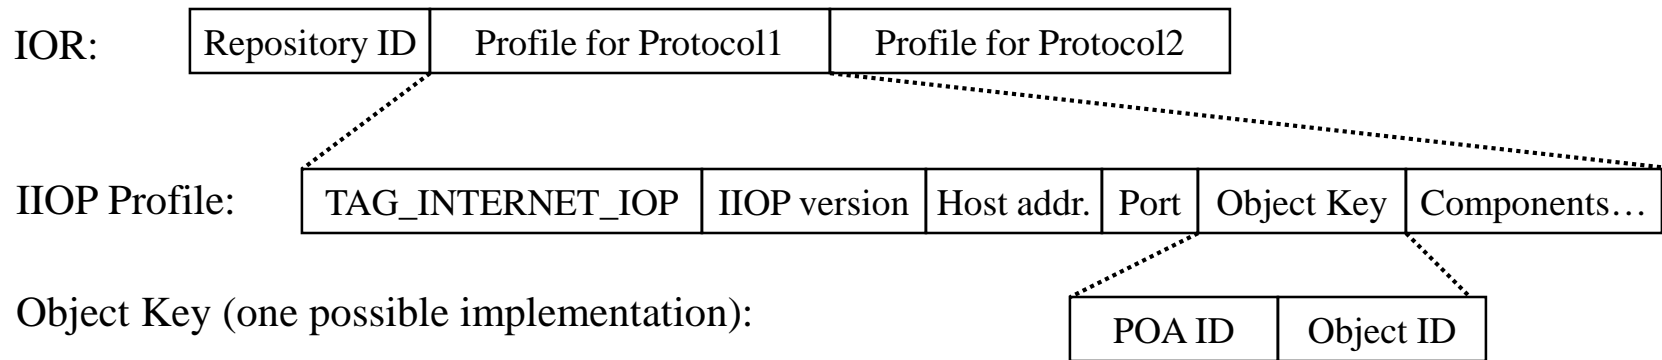 IOR: Repository ID Profile for Protocol1 Profile for Protocol2
IIOP Profile: TAG_INTERNET_IOP IIOP version Host addr. Port Object Key Components…
Object Key (one possible implementation): POA ID Object ID